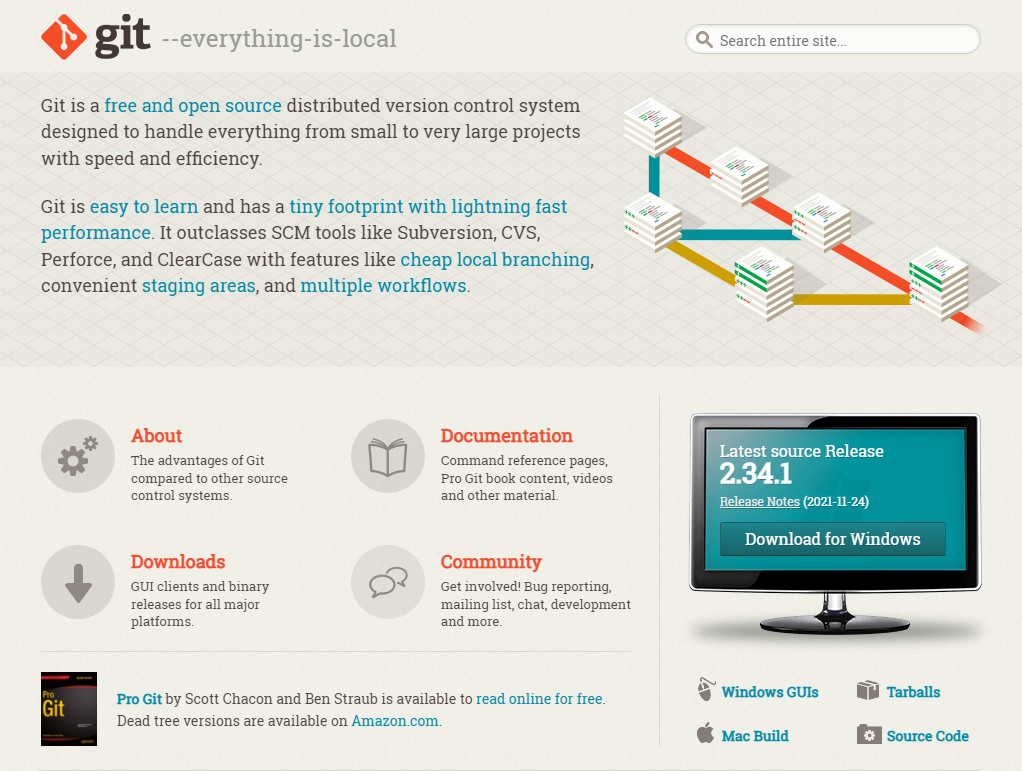 git --everything-is-local
Search entire site...
Git is a free and open source distributed version control system
designed to handle everything from small to very large projects
with speed and efficiency.
Git is easy to learn and has a tiny footprint with lightning fast
performance. It outclasses SCM tools like Subversion, CVS,
Perforce, and ClearCase with features like cheap local branching,
convenient staging areas, and multiple workflows.
About
The advantages of Git
compared to other source
control systems.
Documentation
Command reference pages,
Pro Git book content, videos
and other material.
Downloads
GUI clients and binary
releases for all major
platforms.
Community
Get involved! Bug reporting,
mailing list, chat, development
and more.
Pro
Git
Pro Git by Scott Chacon and Ben Straub is available to read online for free.
Dead tree versions are available on Amazon.com.
Latest source Release
2.34.1
Release Notes (2021-11-24)
Download for Windows
Windows GUIs
Tarballs
Mac Build
Source Code